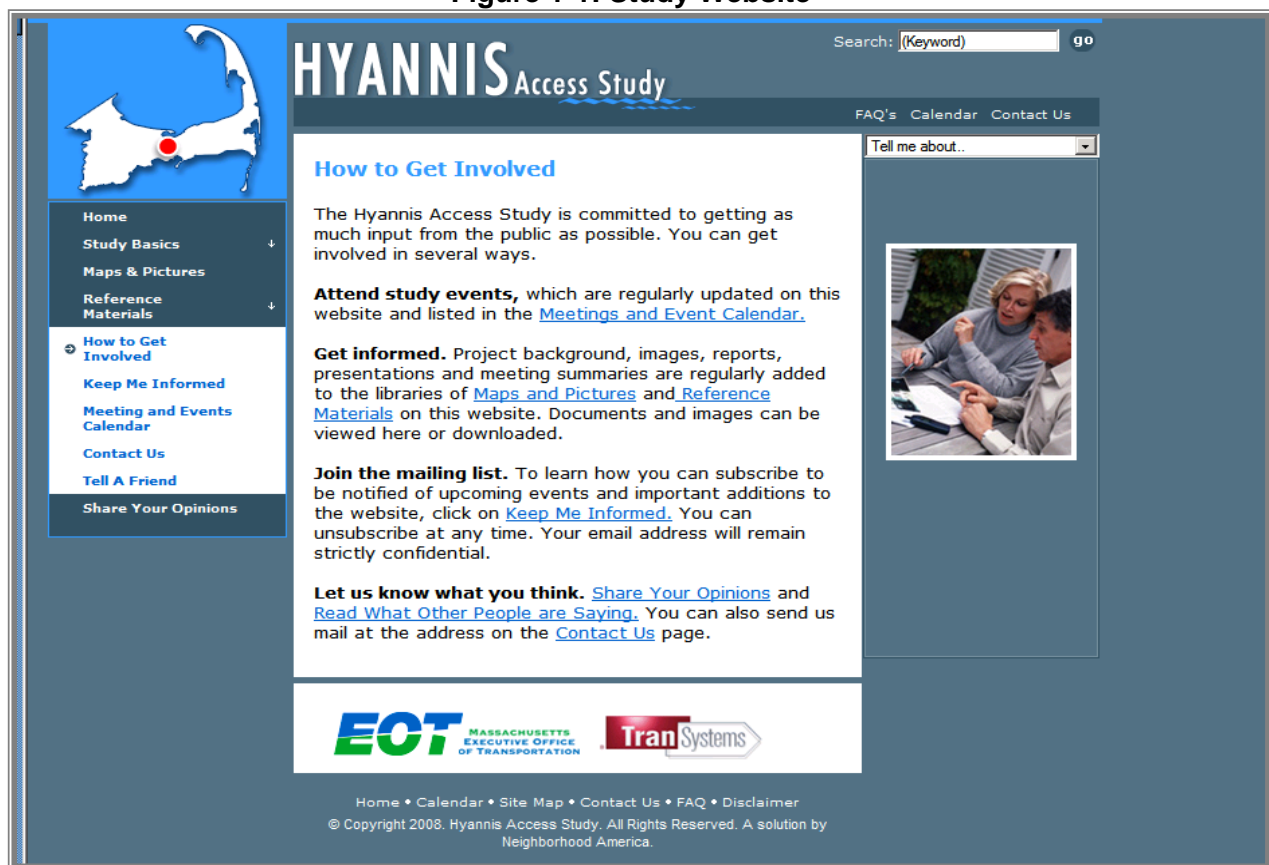 Search: (Keyword) go
HYANNIS Access Study
FAQ's Calendar Contact Us
Tell me about..
Home
Study Basics
Maps & Pictures
Reference
Materials
How to Get
Involved
Keep Me Informed
Meeting and Events
Calendar
Contact Us
Tell A Friend
Share Your Opinions
How to Get Involved
The Hyannis Access Study is committed to getting as
much input from the public as possible. You can get
involved in several ways.
Attend study events, which are regularly updated on this
website and listed in the Meetings and Event Calendar.
Get informed. Project background, images, reports,
presentations and meeting summaries are regularly added
to the libraries of Maps and Pictures and Reference
Materials on this website. Documents and images can be
viewed here or downloaded.
Join the mailing list. To learn how you can subscribe to
be notified of upcoming events and important additions to
the website, click on Keep Me Informed. You can
unsubscribe at any time. Your email address will remain
strictly confidential.
Let us know what you think. Share Your Opinions and
Read What Other People are Saying. You can also send us
mail at the address on the Contact Us page.
EOT MASSACHUSETTS
EXECUTIVE OFFICE
OF TRANSPORTATION
TranSystems
Home • Calendar • Site Map • Contact Us • FAQ • Disclaimer
© Copyright 2008. Hyannis Access Study. All Rights Reserved. A solution by
Neighborhood America.